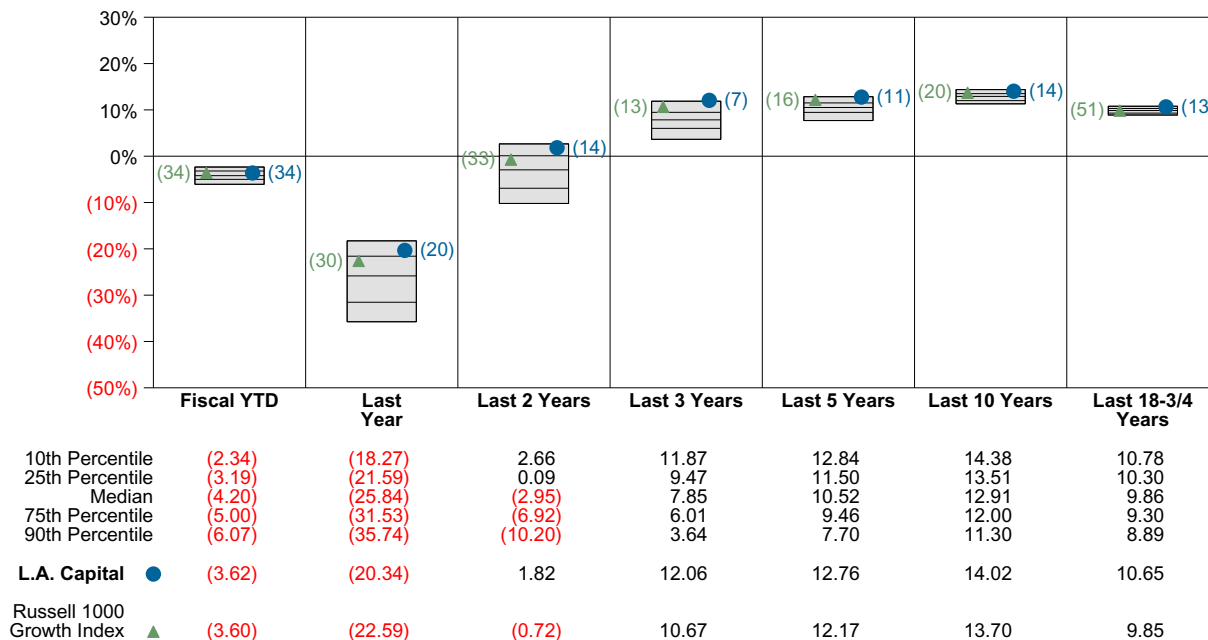 30%
20%
10%
0%
(10%)
(20%)
(30%)
(40%)
(50%)
(34) (34)
(30) (20)
(33) (14)
(13) (7)
(16) (11)
(20) (14)
(51) (13
Fiscal YTD Last Year Last 2 Years Last 3 Years Last 5 Years Last 10 Years Last 18-3/4 Years
10th Percentile (2.34) (18.27) 2.66 11.87 12.84 14.38 10.78
25th Percentile (3.19) (21.59) 0.09 9.47 11.50 13.51 10.30
Median (4.20) (25.84) (2.95) 7.85 10.52 12.91 9.86
75th Percentile (5.00) (31.53) (6.92) 6.01 9.46 12.00 9.30
90th Percentile (6.07) (35.74) (10.20) 3.64 7.70 11.30 8.89
L.A. Capital (3.62) (20.34) 1.82 12.06 12.76 14.02 10.65
Russell 1000
Growth Index (3.60) (22.59) (0.72) 10.67 12.17 13.70 9.85